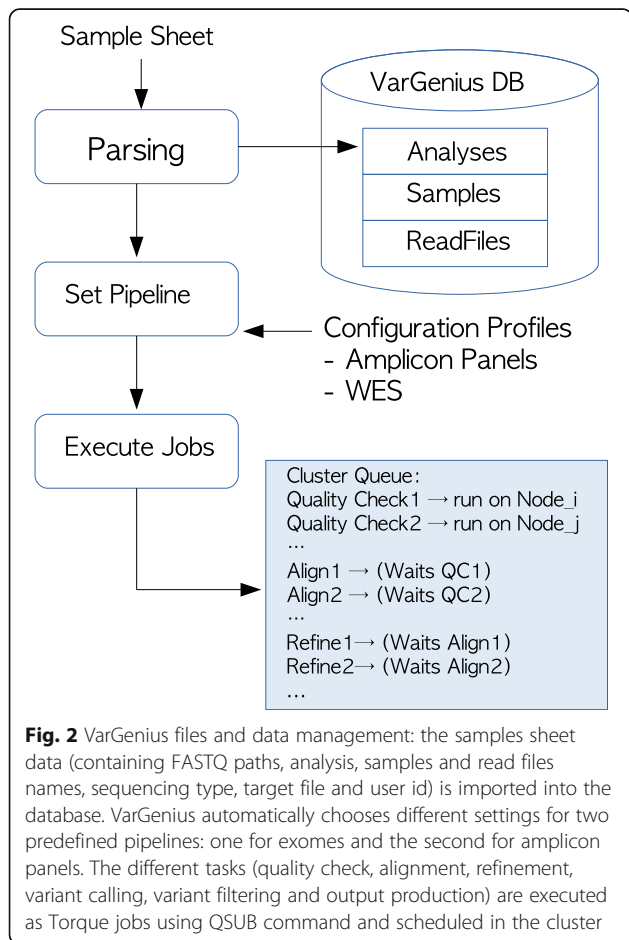 Sample Sheet
VarGenius DB
Parsing
Analyses
Samples
ReadFiles
Set Pipeline
Configuration Profiles
- Amplicon Panels
- WES
Execute Jobs
Cluster Queue:
Quality Check1 → run on Node_i
Quality Check2 → run on Node_j
...
Align1 → (Waits QC1)
Align2 → (Waits QC2)
...
Refine1→ (Waits Align1)
Refine2→ (Waits Align2)
...
Fig. 2 VarGenius files and data management: the samples sheet
data (containing FASTQ paths, analysis, samples and read files
names, sequencing type, target file and user id) is imported into the
database. VarGenius automatically chooses different settings for two
predefined pipelines: one for exomes and the second for amplicon
panels. The different tasks (quality check, alignment, refinement,
variant calling, variant filtering and output production) are executed
as Torque jobs using QSUB command and scheduled in the cluster